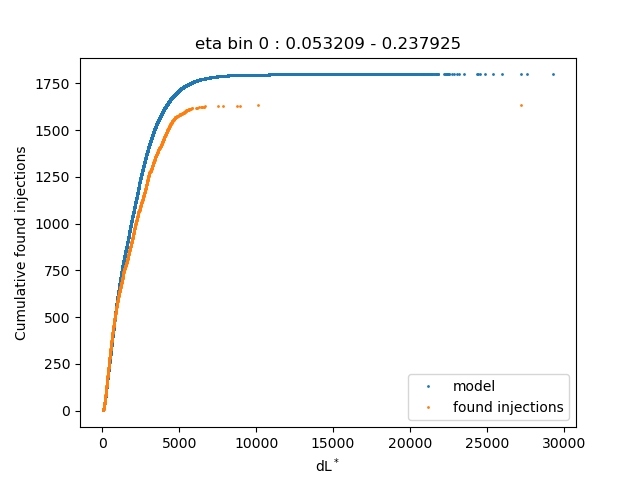 eta bin 0 : 0.053209 - 0.237925
Cumulative found injections
1750
1500
1250
1000
750
500
250
0
0 5000 10000 15000 20000 25000 30000
dL*
model
found injections